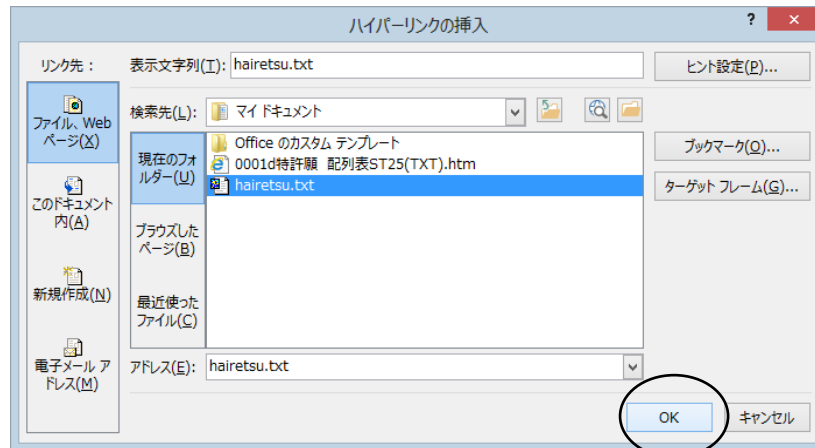 ハイパーリンクの挿入
? ×
リンク先：
表示文字列(T): hairetsu.txt
ヒント設定(P)...
ファイル、Web
ページ(X)
検索先(L): マイ ドキュメント
現在のフォ
ルダー(U)
Office のカスタム テンプレート
0001d特許願 配列表ST25(TXT).htm
hairetsu.txt
ブックマーク(O)...
ターゲット フレーム(G)...
このドキュメント
内(A)
ブラウズした
ページ(B)
新規作成(N)
最近使った
ファイル(C)
電子メール ア
ドレス(M)
アドレス(E): hairetsu.txt
OK
キャンセル